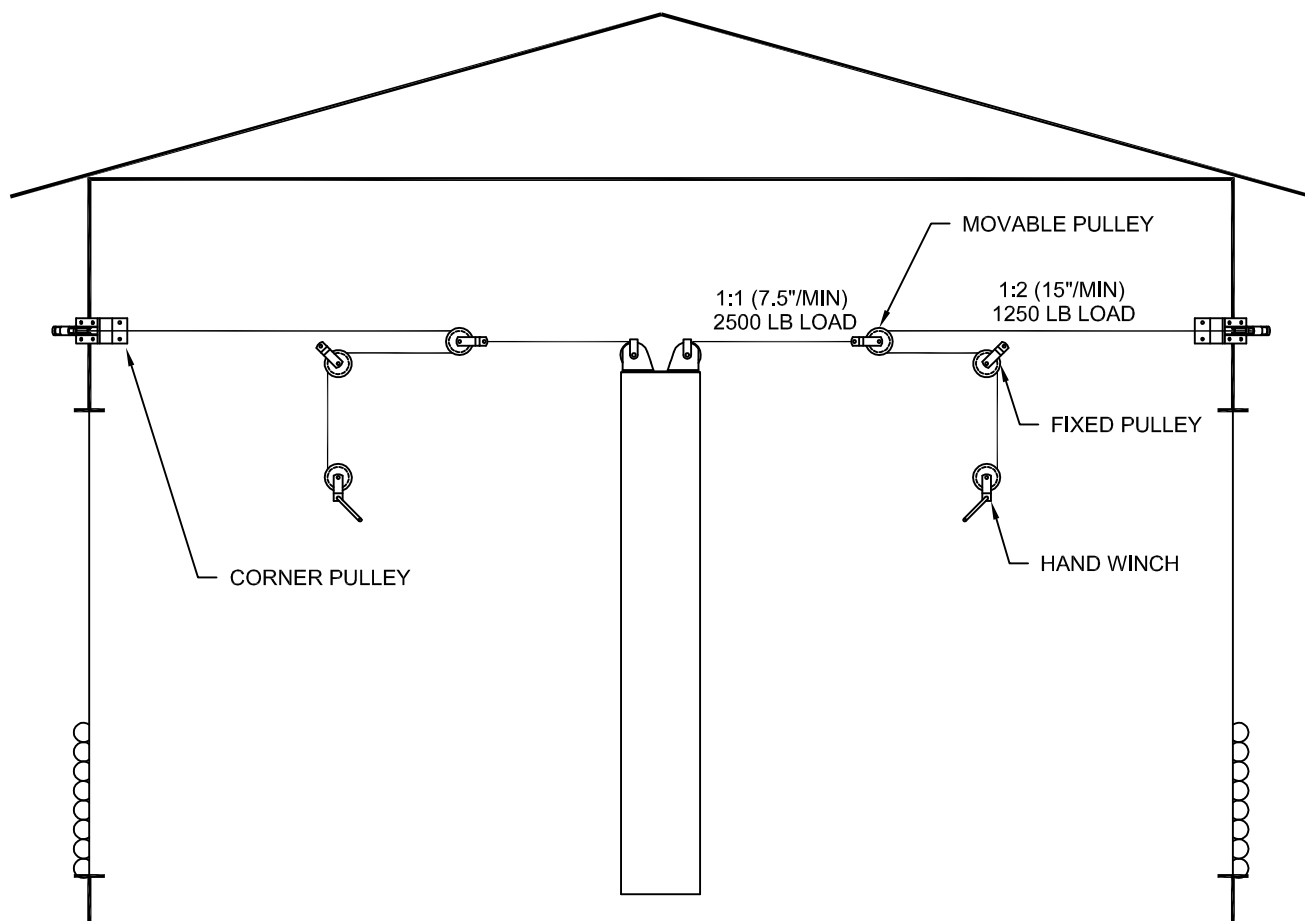 MOVABLE PULLEY
1:1 (7.5"/MIN)
2500 LB LOAD
1:2 (15"/MIN)
1250 LB LOAD
FIXED PULLEY
HAND WINCH
CORNER PULLEY